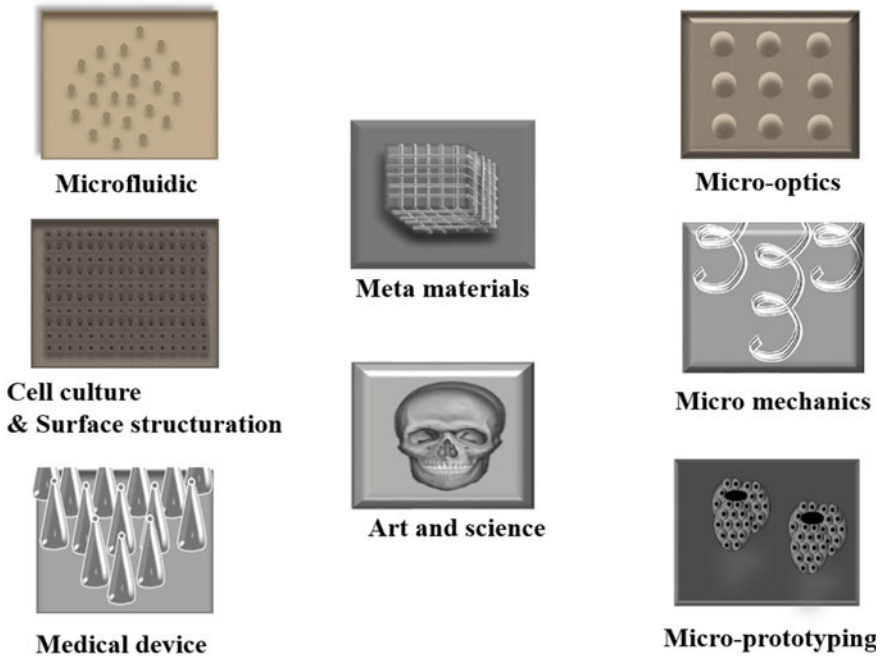 Microfluidic
Micro-optics
Meta materials
Cell culture
& Surface structuration
Micro mechanics
Art and science
Medical device
Micro-prototyping